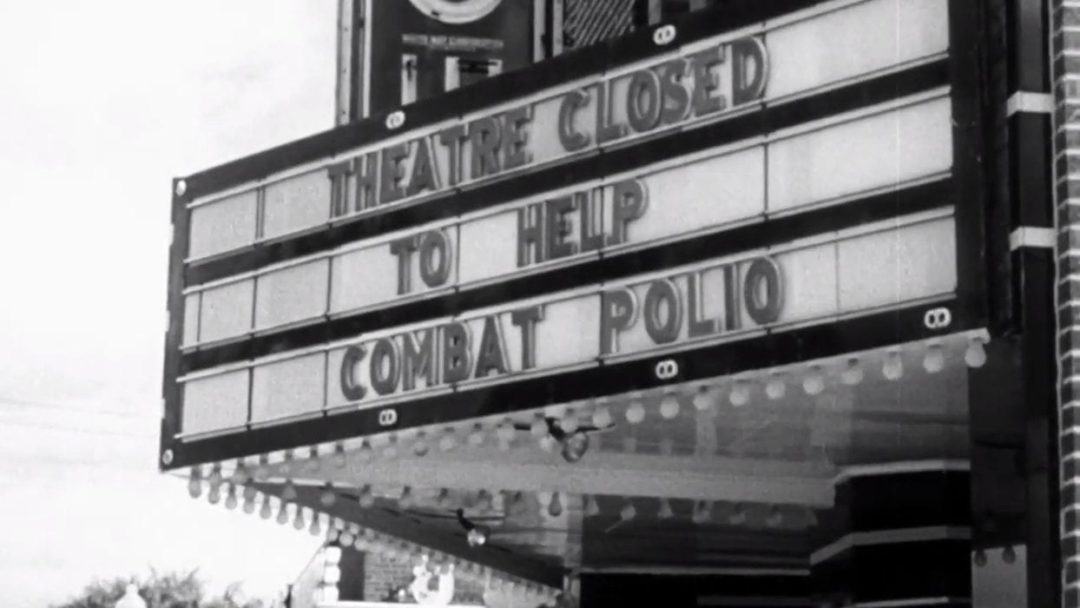 THEATRE CLOSED
TO HELP
COMBAT POLIO